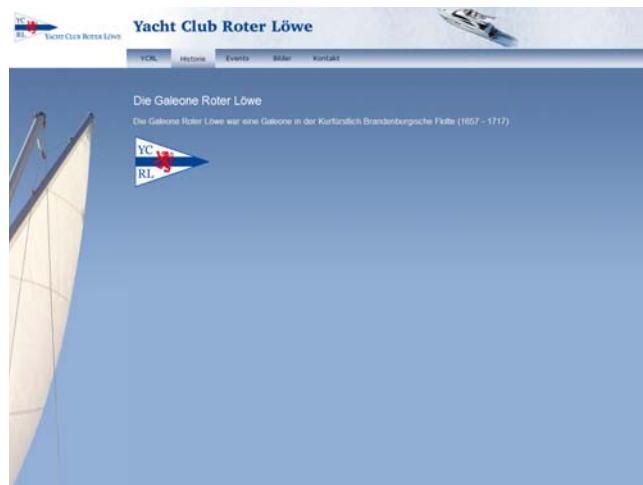 YC
RL
Yacht Club Roter Löwe
Yacht Club Roter Löwe
YCRL Historie Events Bilder Kontakt
Die Galeone Roter Löwe
Die Galeone Roter Löwe war eine Galeone in der Kurfürstlich Brandenburgische Flotte (1657 - 1717)
YC
RL